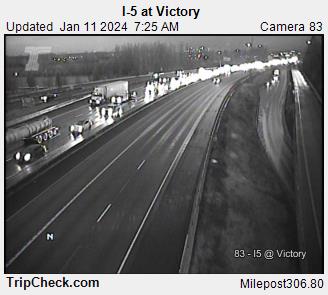 I-5 at Victory
Updated Jan 11 2024 7:25 AM Camera 83
T
N
83 - I5 @ Victory
TripCheck.com Milepost306.80